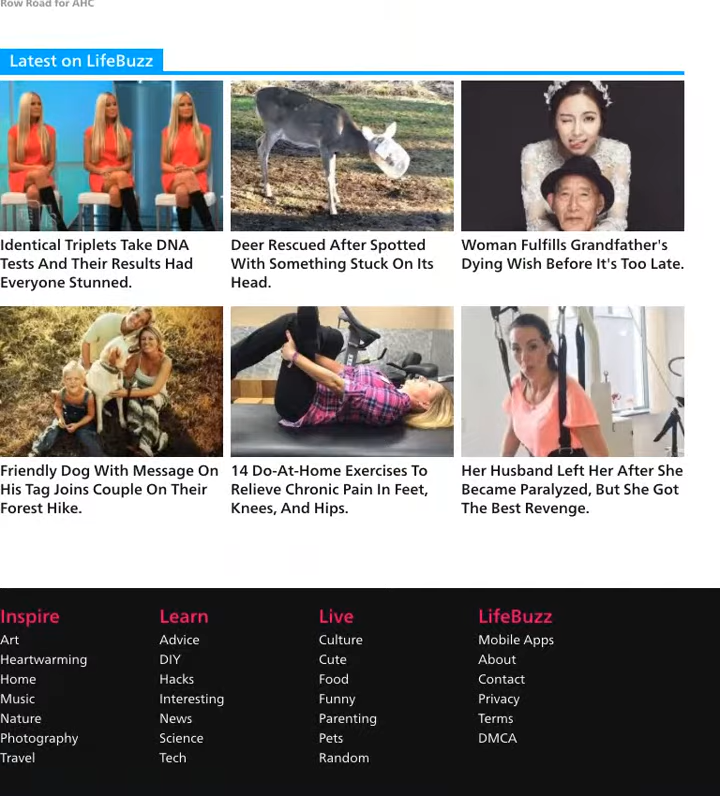 Row Road for AHC
Latest on LifeBuzz
Identical Triplets Take DNA
Tests And Their Results Had
Everyone Stunned.
Deer Rescued After Spotted
With Something Stuck On Its
Head.
Woman Fulfills Grandfather's
Dying Wish Before It's Too Late.
Friendly Dog With Message On
His Tag Joins Couple On Their
Forest Hike.
14 Do-At-Home Exercises To
Relieve Chronic Pain In Feet,
Knees, And Hips.
Her Husband Left Her After She
Became Paralyzed, But She Got
The Best Revenge.
Inspire
Art
Heartwarming
Home
Music
Nature
Photography
Travel
Learn
Advice
DIY
Hacks
Interesting
News
Science
Tech
Live
Culture
Cute
Food
Funny
Parenting
Pets
Random
LifeBuzz
Mobile Apps
About
Contact
Privacy
Terms
DMCA